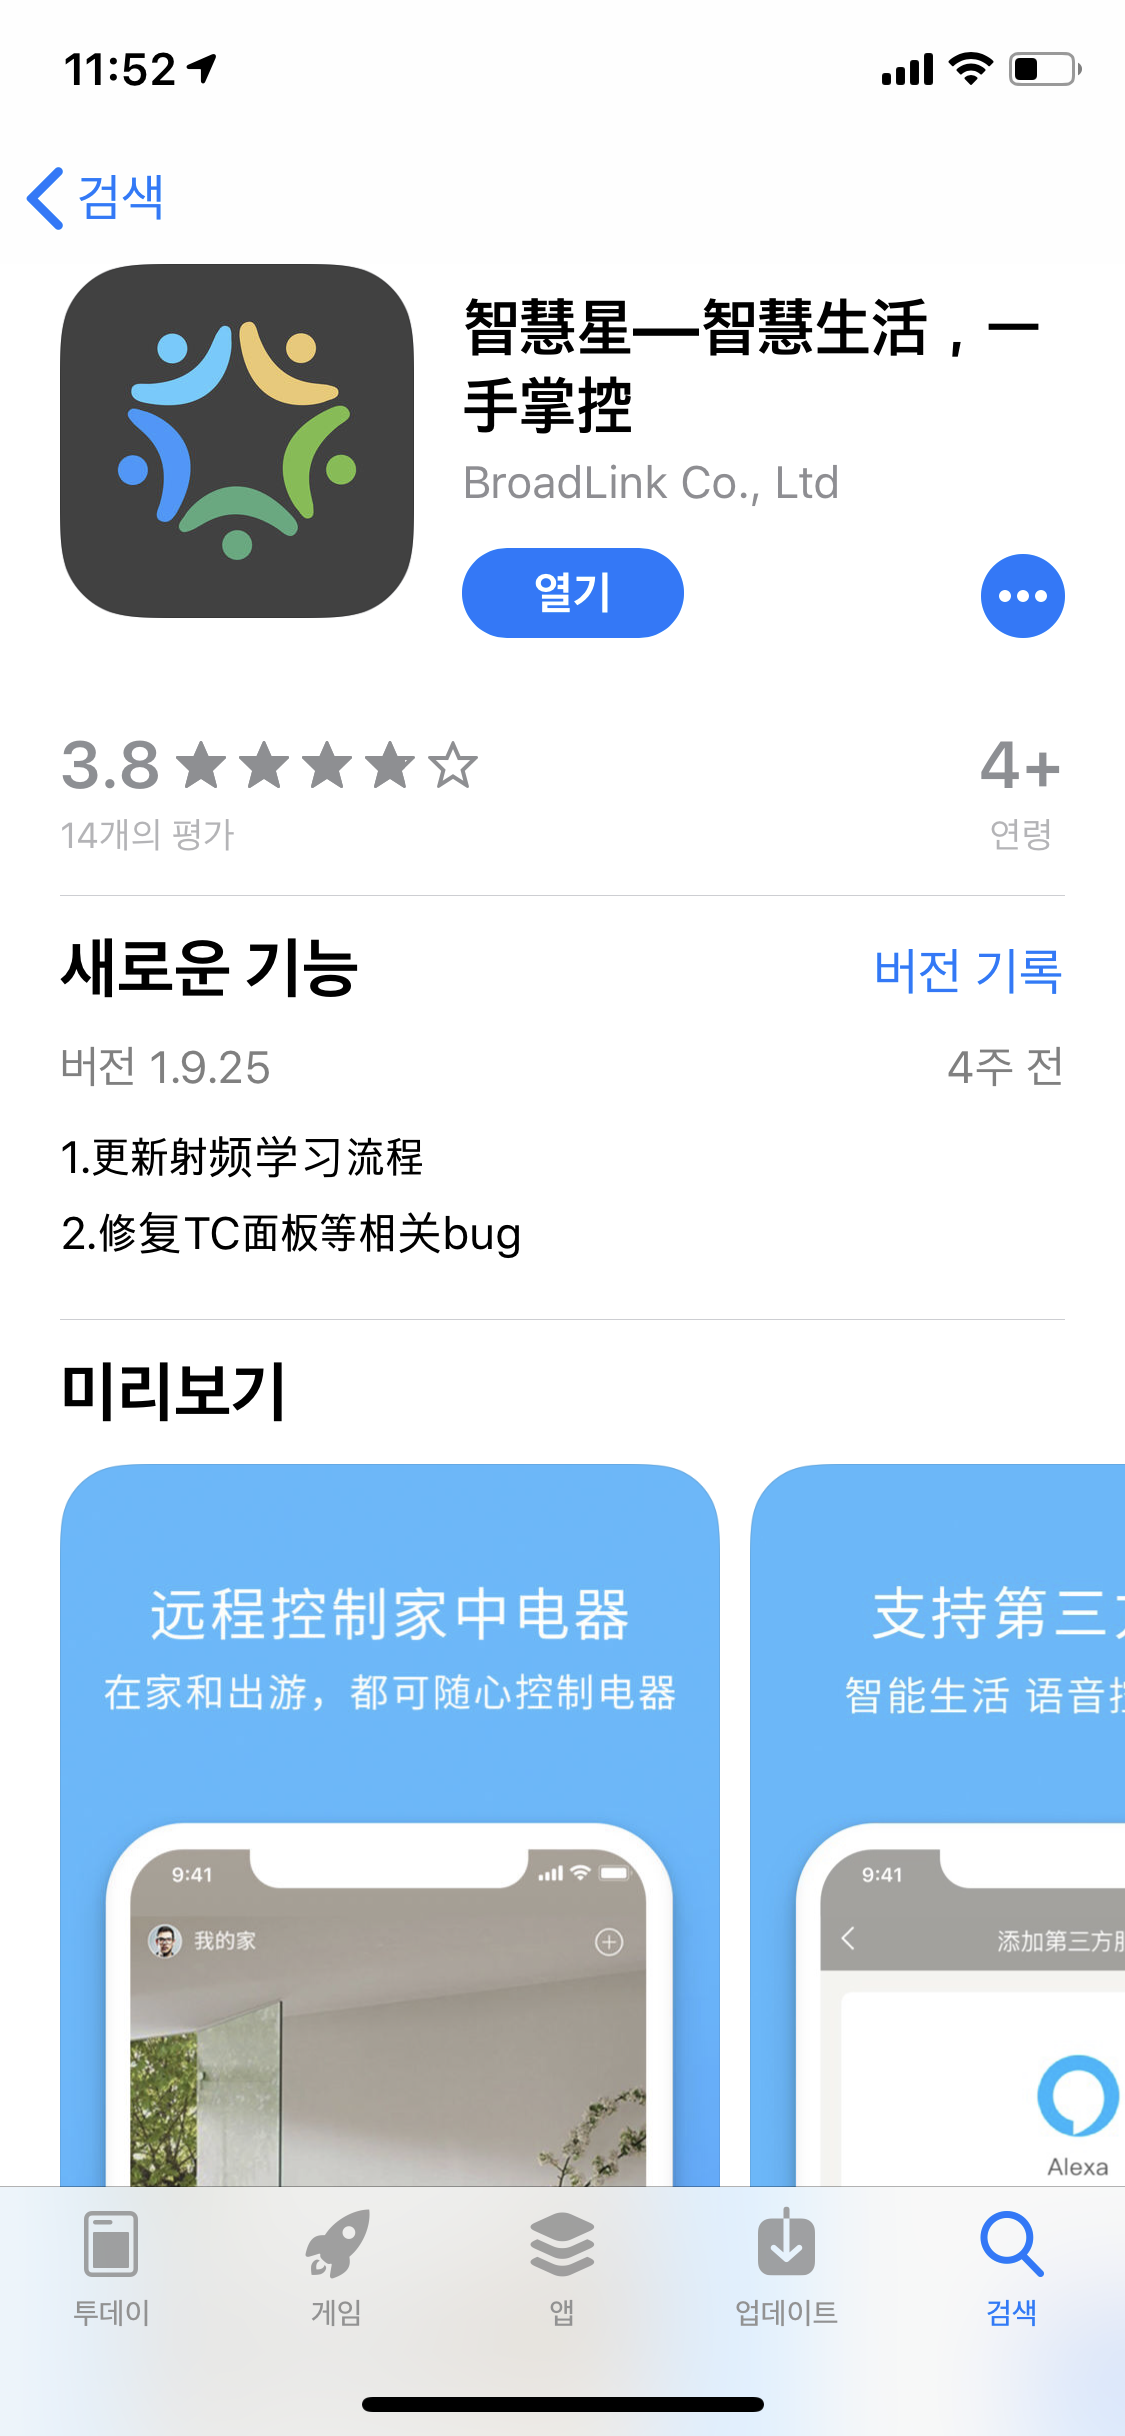 11:52
검색
智慧星—智慧生活，一
手掌控
BroadLink Co., Ltd
열기
3.8
4+
14개의 평가
연령
새로운 기능
버전 기록
버전 1.9.25
4주 전
1.更新射频学习流程
2.修复TC面板等相关bug
미리보기
远程控制家中电器
在家和出游，都可随心控制电器
9:41
我的家
支持第三
智能生活 语音
9:41
添加第三方
Alexa
투데이
게임
앱
업데이트
검색